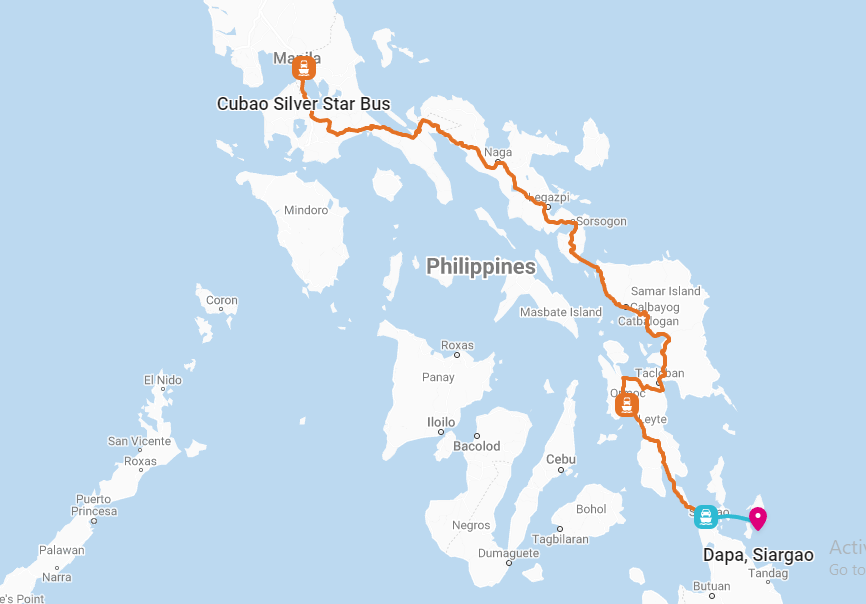 Manila
Cubao Silver Star Bus
Naga
Legazpi
Sorsogon
Mindoro
Philippines
Samar Island
Calbayog
Catbalogan
Masbate Island
Coron
Roxas
Panay
Tacloban
Ormoc
Leyte
El Nido
Iloilo
Bacolod
San Vicente
Roxas
Cebu
Puerto
Princesa
Bohol
Negros
Tagbilaran
Palawan
Dumaguete
Narra
Dapa, Siargao
Activ
Go to
Tandag
Butuan
e's Point